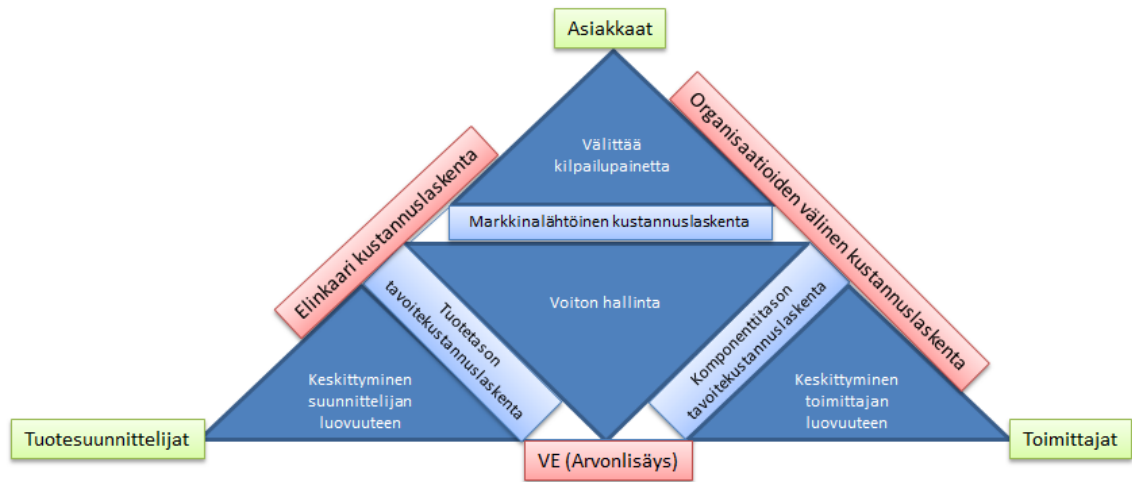 Asiakkaat
Välittää
kilpailupainetta
Organisaatioiden välinen kustannuslaskenta
Elinkaari kustannuslaskenta
Markkinalähtöinen kustannuslaskenta
Voiton hallinta
Tuotetason
tavoitekustannuslaskenta
Komponenttitason
tavoitekustannuslaskenta
Keskittyminen
suunnittelijan
luovuuteen
Keskittyminen
toimittajan
luovuuteen
Tuotesuunnittelijat
VE (Arvonlisäys)
Toimittajat